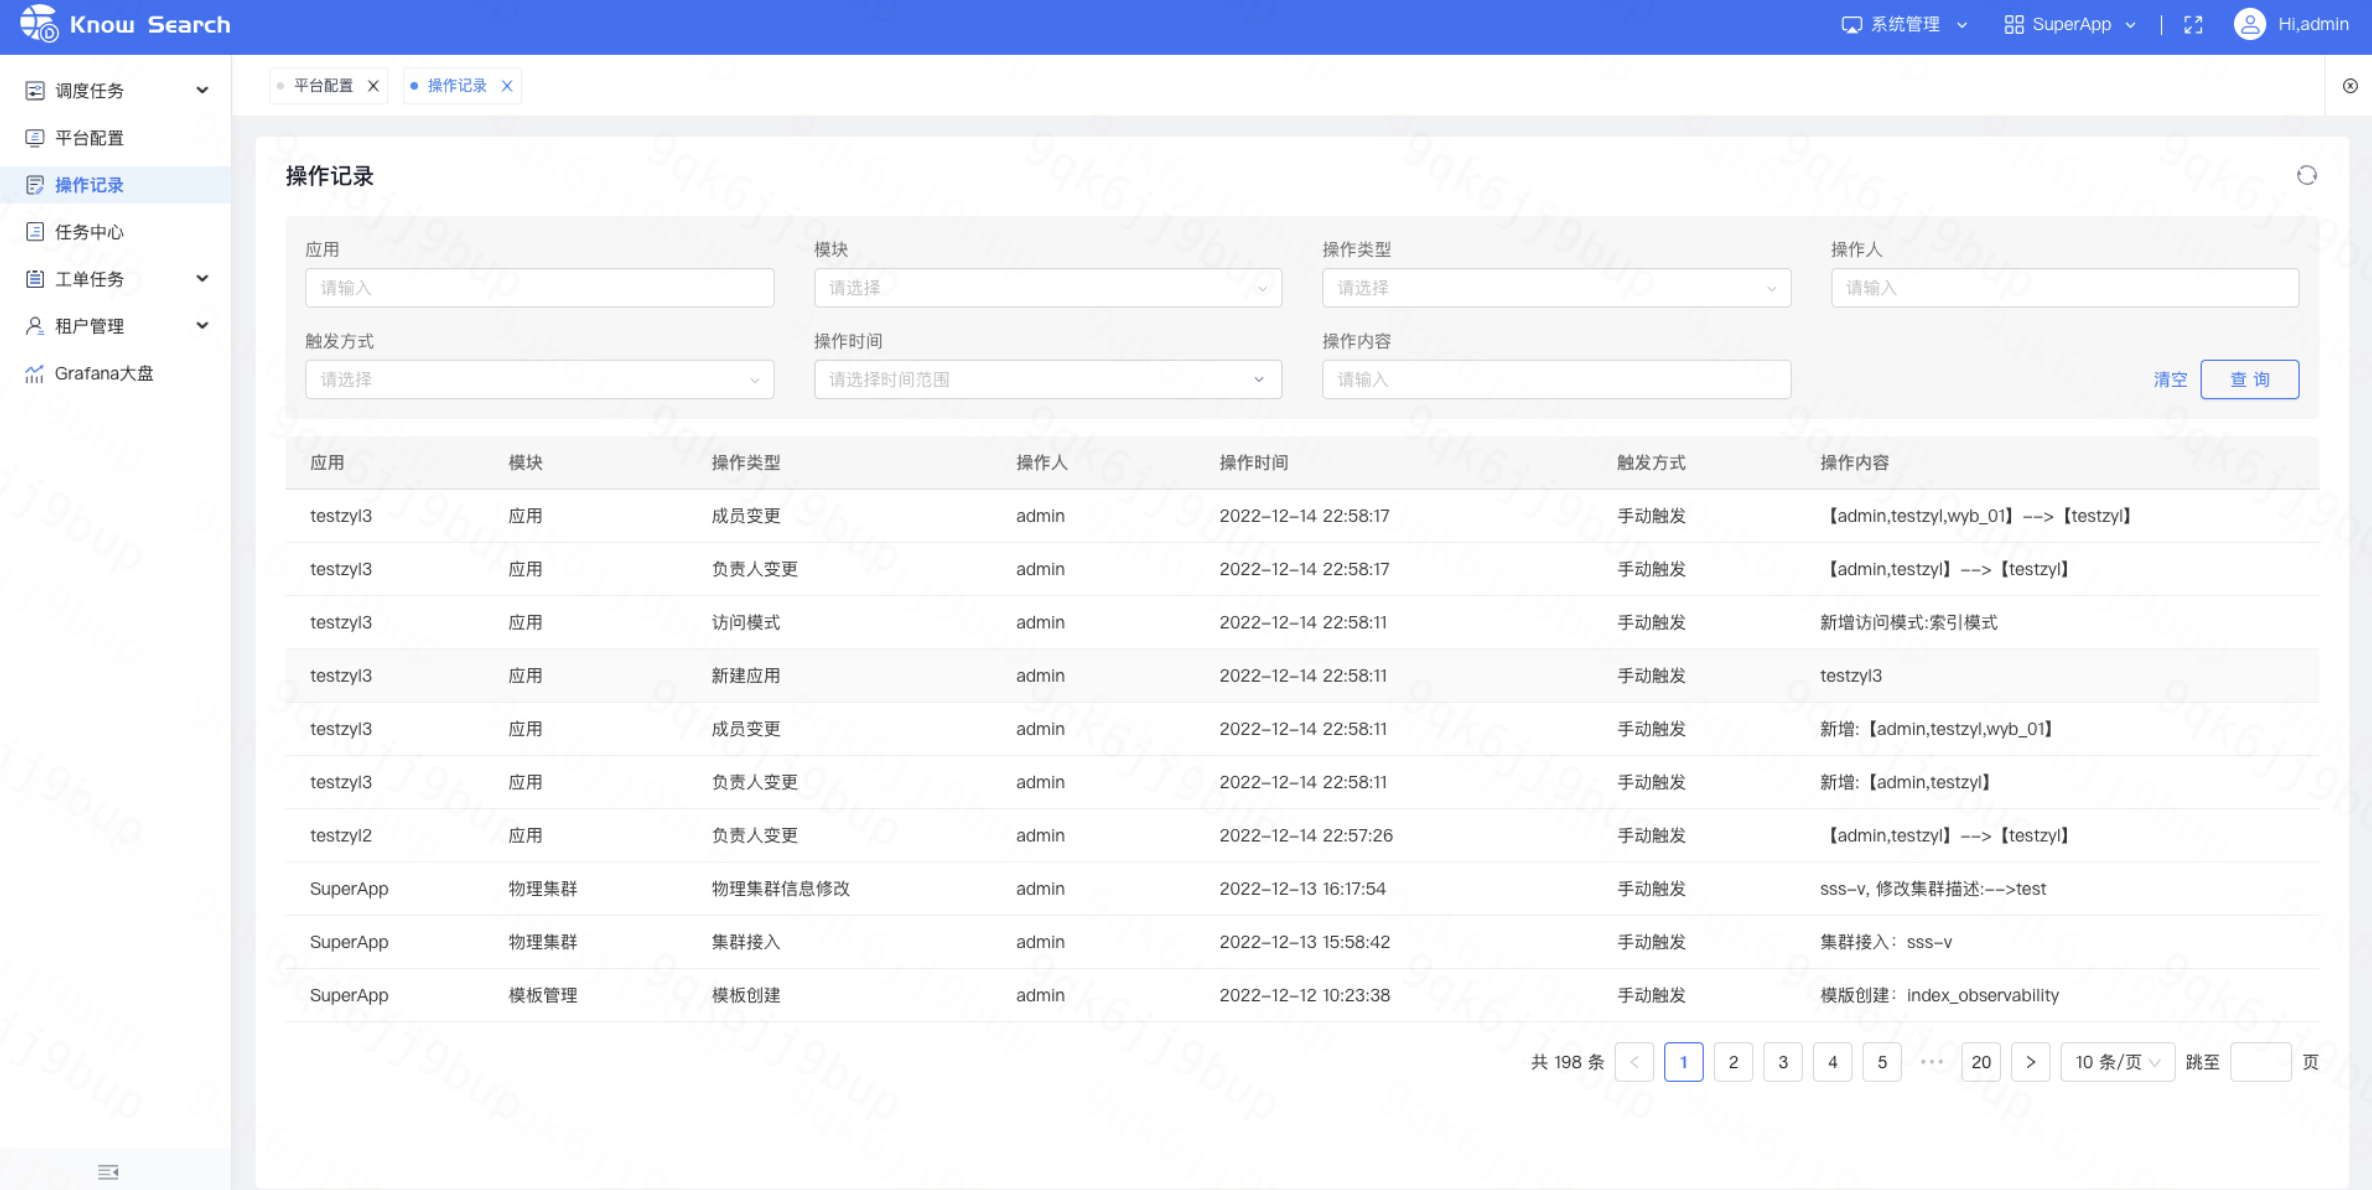 Know Search
系统管理
SuperApp
Hi,admin
调度任务
平台配置
操作记录
任务中心
工单任务
租户管理
Grafana大盘
平台配置
操作记录
操作记录
应用
模块
操作类型
操作人
请输入
请选择
请选择
请输入
触发方式
操作时间
操作内容
请选择
请选择时间范围
请输入
清空
查 询
应用 模块 操作类型 操作人 操作时间 触发方式 操作内容
testzyl3 应用 成员变更 admin 2022-12-14 22:58:17 手动触发 【admin,testzyl,wyb_01】-->【testzyl】
testzyl3 应用 负责人变更 admin 2022-12-14 22:58:17 手动触发 【admin,testzyl】-->【testzyl】
testzyl3 应用 访问模式 admin 2022-12-14 22:58:11 手动触发 新增访问模式:索引模式
testzyl3 应用 新建应用 admin 2022-12-14 22:58:11 手动触发 testzyl3
testzyl3 应用 成员变更 admin 2022-12-14 22:58:11 手动触发 新增:【admin,testzyl,wyb_01】
testzyl3 应用 负责人变更 admin 2022-12-14 22:58:11 手动触发 新增:【admin,testzyl】
testzyl2 应用 负责人变更 admin 2022-12-14 22:57:26 手动触发 【admin,testzyl】-->【testzyl】
SuperApp 物理集群 物理集群信息修改 admin 2022-12-13 16:17:54 手动触发 sss-v, 修改集群描述:-->test
SuperApp 物理集群 集群接入 admin 2022-12-13 15:58:42 手动触发 集群接入：sss-v
SuperApp 模板管理 模板创建 admin 2022-12-12 10:23:38 手动触发 模版创建：index_observability
共 198 条 1 2 3 4 5 ••• 20 10 条/页 跳至 页
9qk6jj9bup